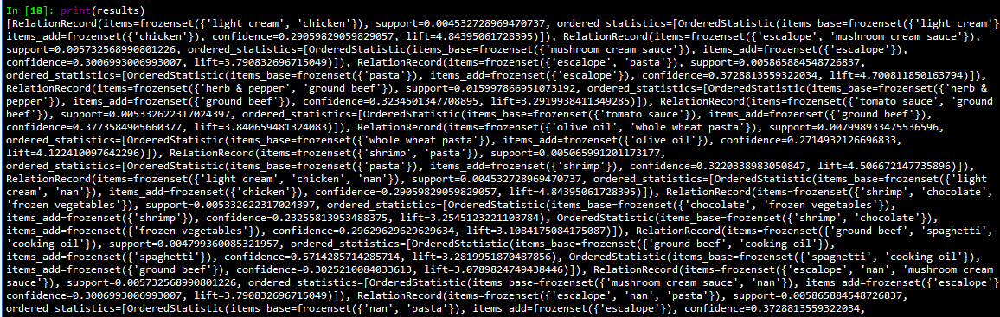 In [18]: print(results)
[RelationRecord(items=frozenset({'light cream', 'chicken'}), support=0.004532728969470737, ordered_statistics=[OrderedStatistic(items_base=frozenset({'light cream'}
items_add=frozenset({'chicken'}), confidence=0.29059829059829057, lift=4.84395061728395)]), RelationRecord(items=frozenset({'escalope', 'mushroom cream sauce'}),
support=0.005732568990801226, ordered_statistics=[OrderedStatistic(items_base=frozenset({'mushroom cream sauce'}), items_add=frozenset({'escalope'}),
confidence=0.3006993006993007, lift=3.790832696715049)]), RelationRecord(items=frozenset({'escalope', 'pasta'}), support=0.005865884548726837,
ordered_statistics=[OrderedStatistic(items_base=frozenset({'pasta'}), items_add=frozenset({'escalope'}), confidence=0.3728813559322034, lift=4.700811850163794)]),
RelationRecord(items=frozenset({'herb & pepper', 'ground beef'}), support=0.015997866951073192, ordered_statistics=[OrderedStatistic(items_base=frozenset({'herb &
pepper'}), items_add=frozenset({'ground beef'}), confidence=0.3234501347708895, lift=3.2919938411349285)]), RelationRecord(items=frozenset({'tomato sauce', 'ground
beef'}), support=0.005332622317024397, ordered_statistics=[OrderedStatistic(items_base=frozenset({'tomato sauce'}), items_add=frozenset({'ground beef'}),
confidence=0.3773584905660377, lift=3.840659481324083)]), RelationRecord(items=frozenset({'olive oil', 'whole wheat pasta'}), support=0.007998933475536596,
ordered_statistics=[OrderedStatistic(items_base=frozenset({'whole wheat pasta'}), items_add=frozenset({'olive oil'}), confidence=0.2714932126696833,
lift=4.122410097642296)]), RelationRecord(items=frozenset({'shrimp', 'pasta'}), support=0.005065991201173177,
ordered_statistics=[OrderedStatistic(items_base=frozenset({'pasta'}), items_add=frozenset({'shrimp'}), confidence=0.3220338983050847, lift=4.506672147735896)]),
RelationRecord(items=frozenset({'light cream', 'chicken', 'nan'}), support=0.004532728969470737, ordered_statistics=[OrderedStatistic(items_base=frozenset({'light
cream', 'nan'}), items_add=frozenset({'chicken'}), confidence=0.29059829059829057, lift=4.84395061728395)]), RelationRecord(items=frozenset({'shrimp', 'chocolate',
'frozen vegetables'}), support=0.005332622317024397, ordered_statistics=[OrderedStatistic(items_base=frozenset({'chocolate', 'frozen vegetables'}),
items_add=frozenset({'shrimp'}), confidence=0.23255813953488375, lift=3.2545123221103784), OrderedStatistic(items_base=frozenset({'shrimp', 'chocolate'}),
items_add=frozenset({'frozen vegetables'}), confidence=0.29629629629629634, lift=3.1084175084175087)]), RelationRecord(items=frozenset({'ground beef', 'spaghetti',
'cooking oil'}), support=0.004799360085321957, ordered_statistics=[OrderedStatistic(items_base=frozenset({'ground beef', 'cooking oil'}),
items_add=frozenset({'spaghetti'}), confidence=0.5714285714285714, lift=3.2819951870487856), OrderedStatistic(items_base=frozenset({'spaghetti', 'cooking oil'}),
items_add=frozenset({'ground beef'}), confidence=0.3025210084033613, lift=3.0789824749438446)]), RelationRecord(items=frozenset({'escalope', 'nan', 'mushroom cream
sauce'}), support=0.005732568990801226, ordered_statistics=[OrderedStatistic(items_base=frozenset({'mushroom cream sauce', 'nan'}), items_add=frozenset({'escalope'}
confidence=0.3006993006993007, lift=3.790832696715049)]), RelationRecord(items=frozenset({'escalope', 'nan', 'pasta'}), support=0.005865884548726837,
ordered_statistics=[OrderedStatistic(items_base=frozenset({'nan', 'pasta'}), items_add=frozenset({'escalope'}), confidence=0.3728813559322034,